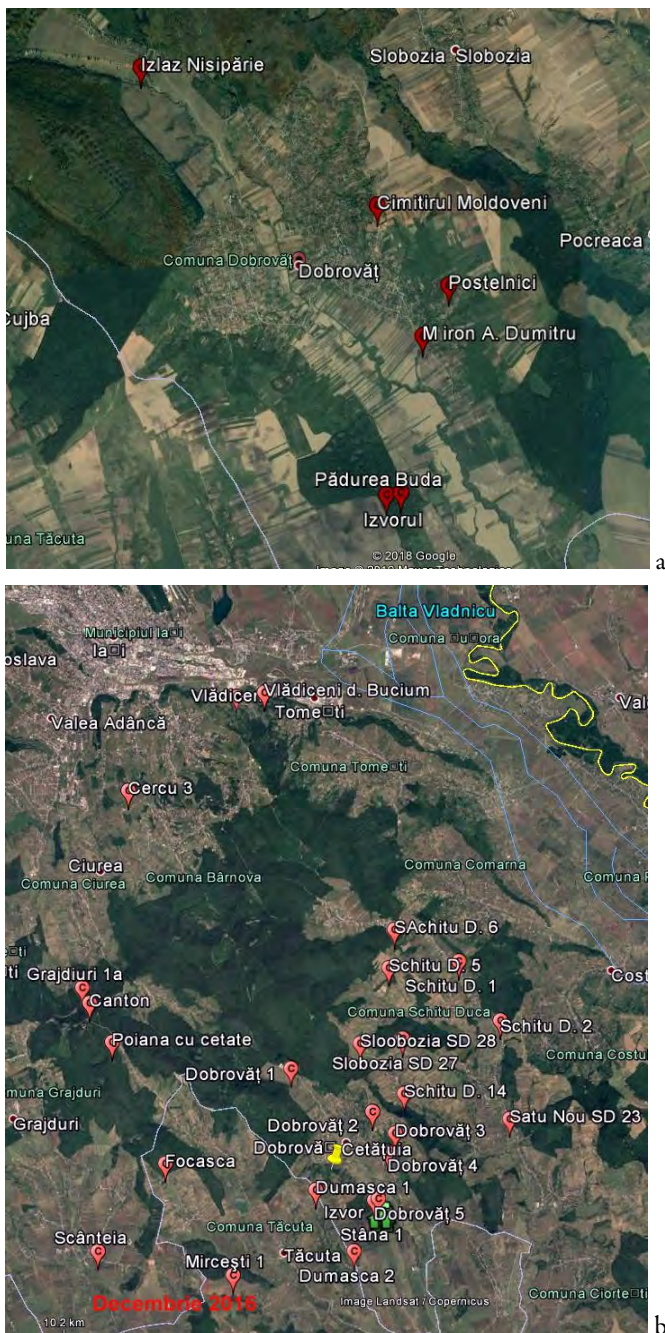 Izlaz Nisipărie
Slobozia Slobozia
Cimitirul Moldoveni
Pocreaca
Comuna Dobrovăț
Dobrovăț
Postelnici
Cujba
Miron A. Dumitru
Pădurea Buda
Izvorul
una Tăcuta
© 2018 Google
a
Balta Vladnicu
Municipiul Ia□i
Comuna □u□ora
Ia□i
oslava
Vlădiceni d. Bucium
Tome□ti
Valea Adâncă
Comuna Tome□ti
Cercu 3
Ciurea
Comuna Ciurea
Comuna Bârnova
Comuna Comarna
SAchitu D. 6
Schitu D. 5
Schitu D. 1
Cost
Grajdiuri 1a
Canton
Comuna Schitu Duca
Schitu D. 2
Poiana cu cetate
Sloobozia SD 28
Slobozia SD 27
Comuna Costu
Dobrovăț 1
muna Grajduri
Schitu D. 14
Grajduri
Dobrovăț 2
Satu Nou SD 23
Dobrovăț 3
Dobrovă□
Cetățuia
Dobrovăț 4
Focasca
Dumasca 1
Izvor
Dobrovăț 5
Comuna Tăcuta
Stâna 1
Scânteia
Tăcuta
Mircești 1
Dumasca 2
Comuna Ciorte□ti
Decembrie 2016
Image Landsat / Copernicus
10.2 km
b